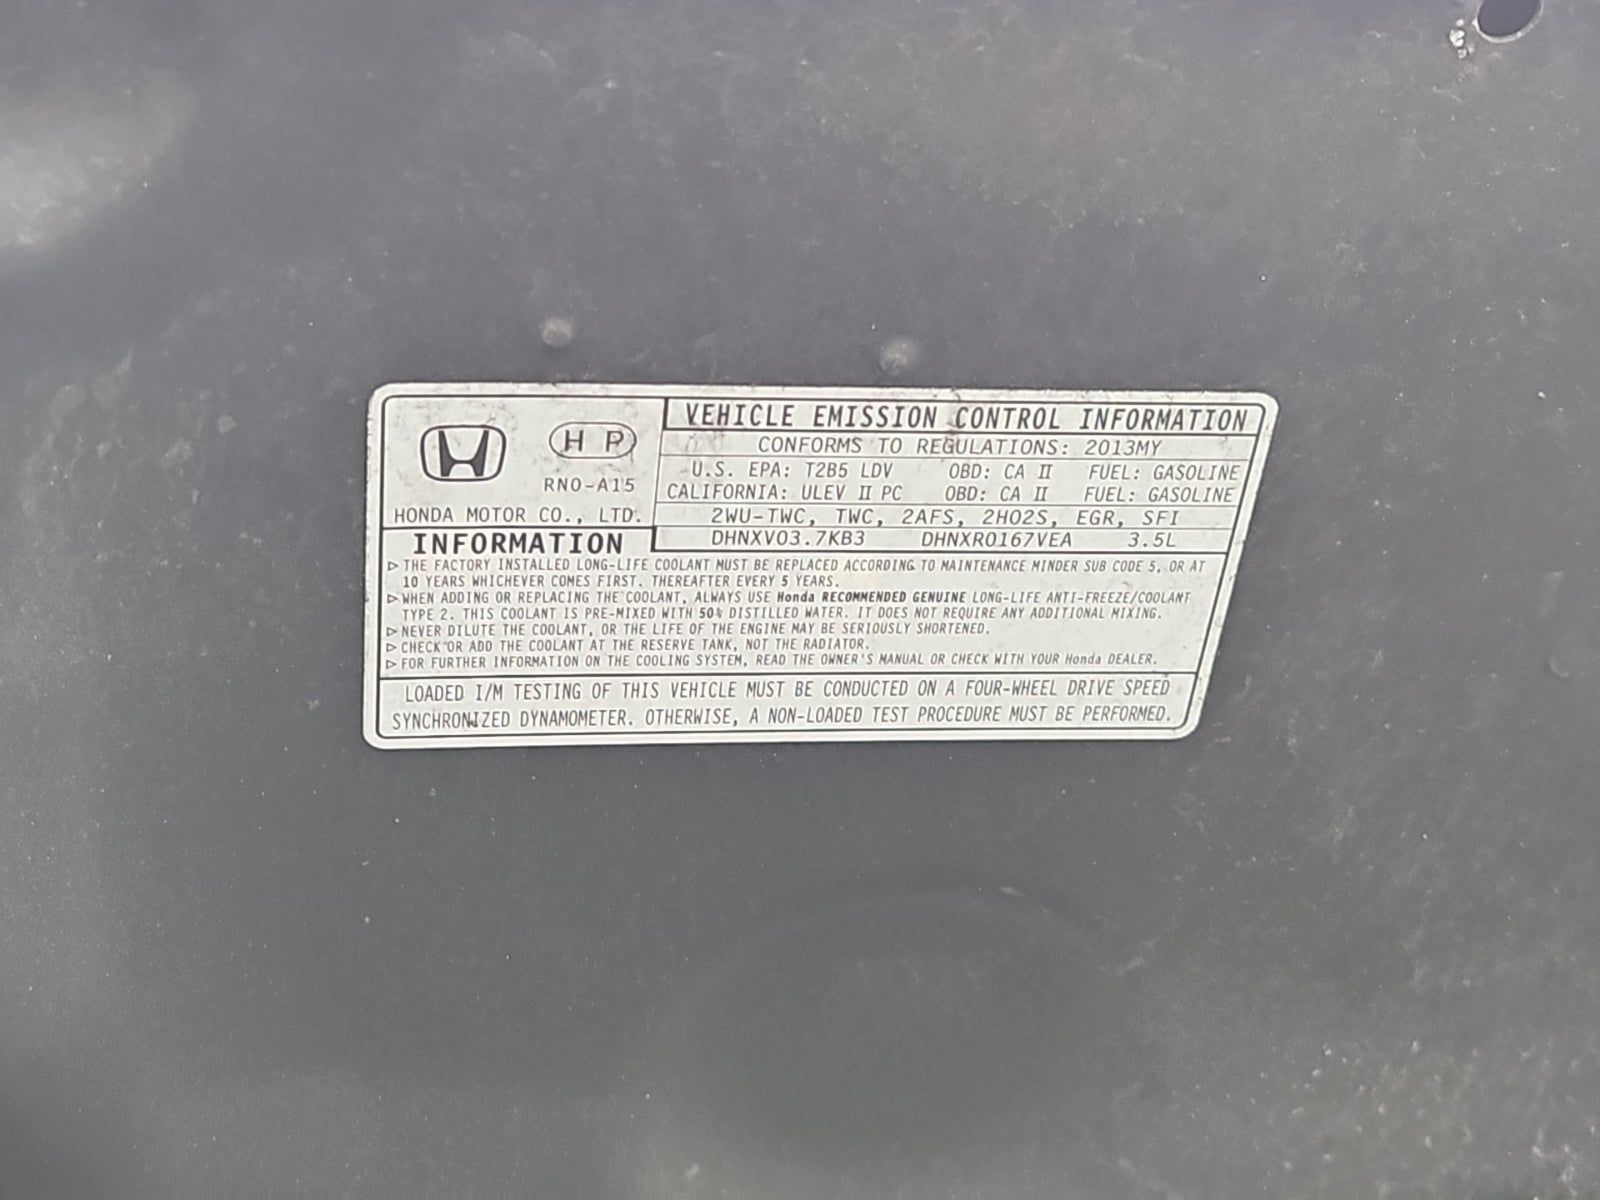 H P
RN0-A15
HONDA MOTOR CO., LTD.
VEHICLE EMISSION CONTROL INFORMATION
CONFORMS TO REGULATIONS: 2013MY
U.S. EPA: T2B5 LDV OBD: CA II FUEL: GASOLINE
CALIFORNIA: ULEV II PC OBD: CA II FUEL: GASOLINE
2WU-TWC, TWC, 2AFS, 2HO2S, EGR, SFI
DHNXV03.7KB3 DHNXR0167VEA 3.5L
INFORMATION
▷THE FACTORY INSTALLED LONG-LIFE COOLANT MUST BE REPLACED ACCORDING TO MAINTENANCE MINDER SUB CODE 5, OR AT
10 YEARS WHICHEVER COMES FIRST. THEREAFTER EVERY 5 YEARS.
▷WHEN ADDING OR REPLACING THE COOLANT, ALWAYS USE Honda RECOMMENDED GENUINE LONG-LIFE ANTI-FREEZE/COOLANT
TYPE 2. THIS COOLANT IS PRE-MIXED WITH 50% DISTILLED WATER. IT DOES NOT REQUIRE ANY ADDITIONAL MIXING.
▷NEVER DILUTE THE COOLANT, OR THE LIFE OF THE ENGINE MAY BE SERIOUSLY SHORTENED.
▷CHECK OR ADD THE COOLANT AT THE RESERVE TANK, NOT THE RADIATOR.
▷FOR FURTHER INFORMATION ON THE COOLING SYSTEM, READ THE OWNER'S MANUAL OR CHECK WITH YOUR Honda DEALER.
LOADED I/M TESTING OF THIS VEHICLE MUST BE CONDUCTED ON A FOUR-WHEEL DRIVE SPEED
SYNCHRONIZED DYNAMOMETER. OTHERWISE, A NON-LOADED TEST PROCEDURE MUST BE PERFORMED.